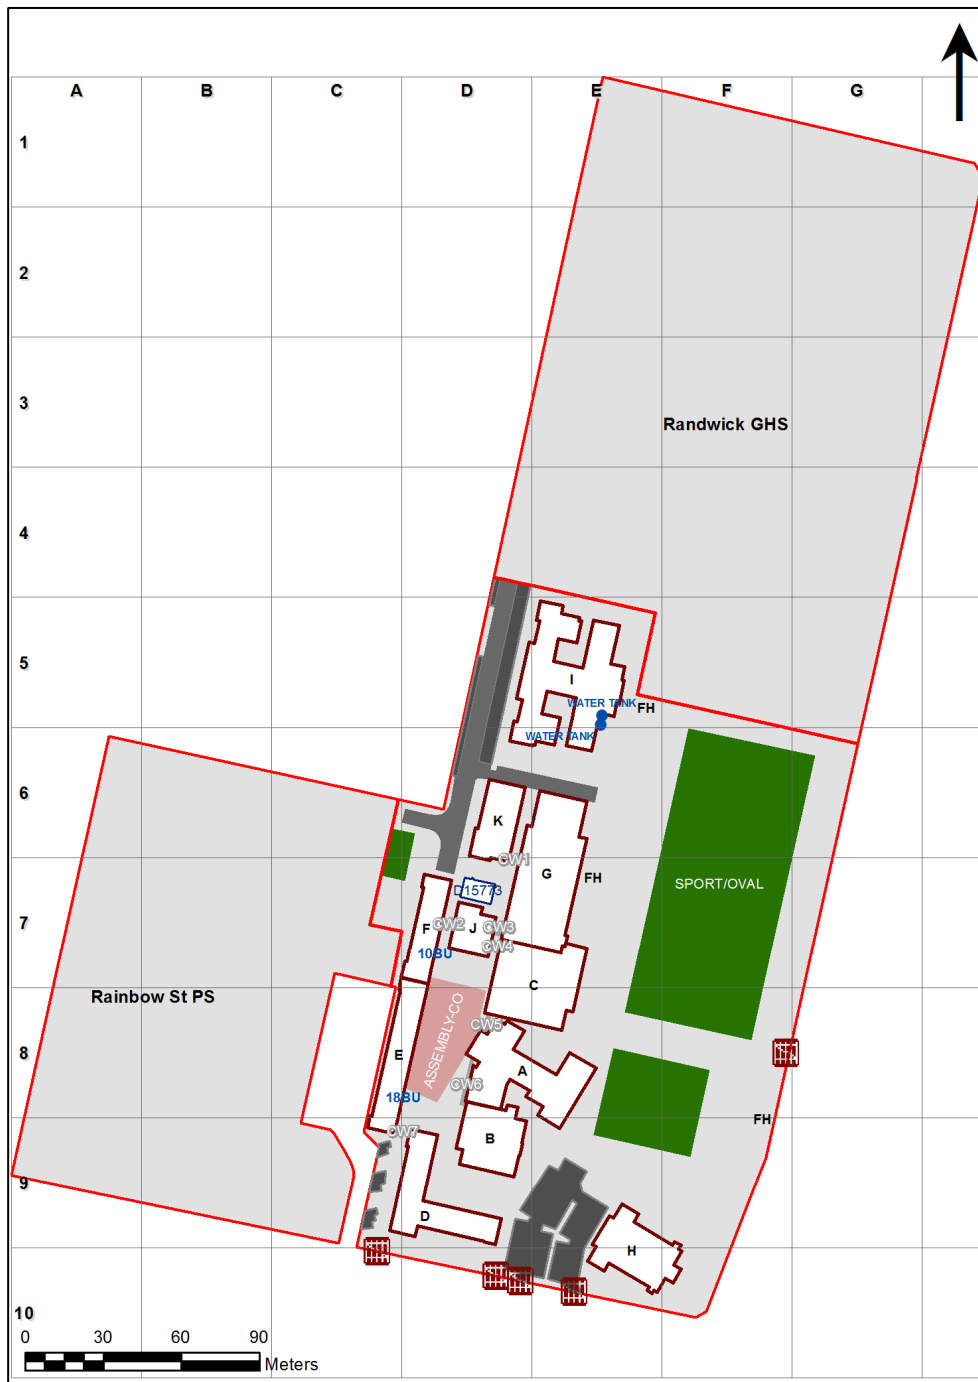 A B C D E F G
1
2
3
Randwick GHS
4
5
I
WATER TANK
FH
WATER TANK
6
K
CW1
G
FH
SPORT/OVAL
D15773
7
F
CW2
J
CW3
CW4
10BU
C
Rainbow St PS
ASSEMBLY-CO
CW5
8
E
A
CW6
18BU
FH
CW7
B
9
D
H
10
0 30 60 90
Meters